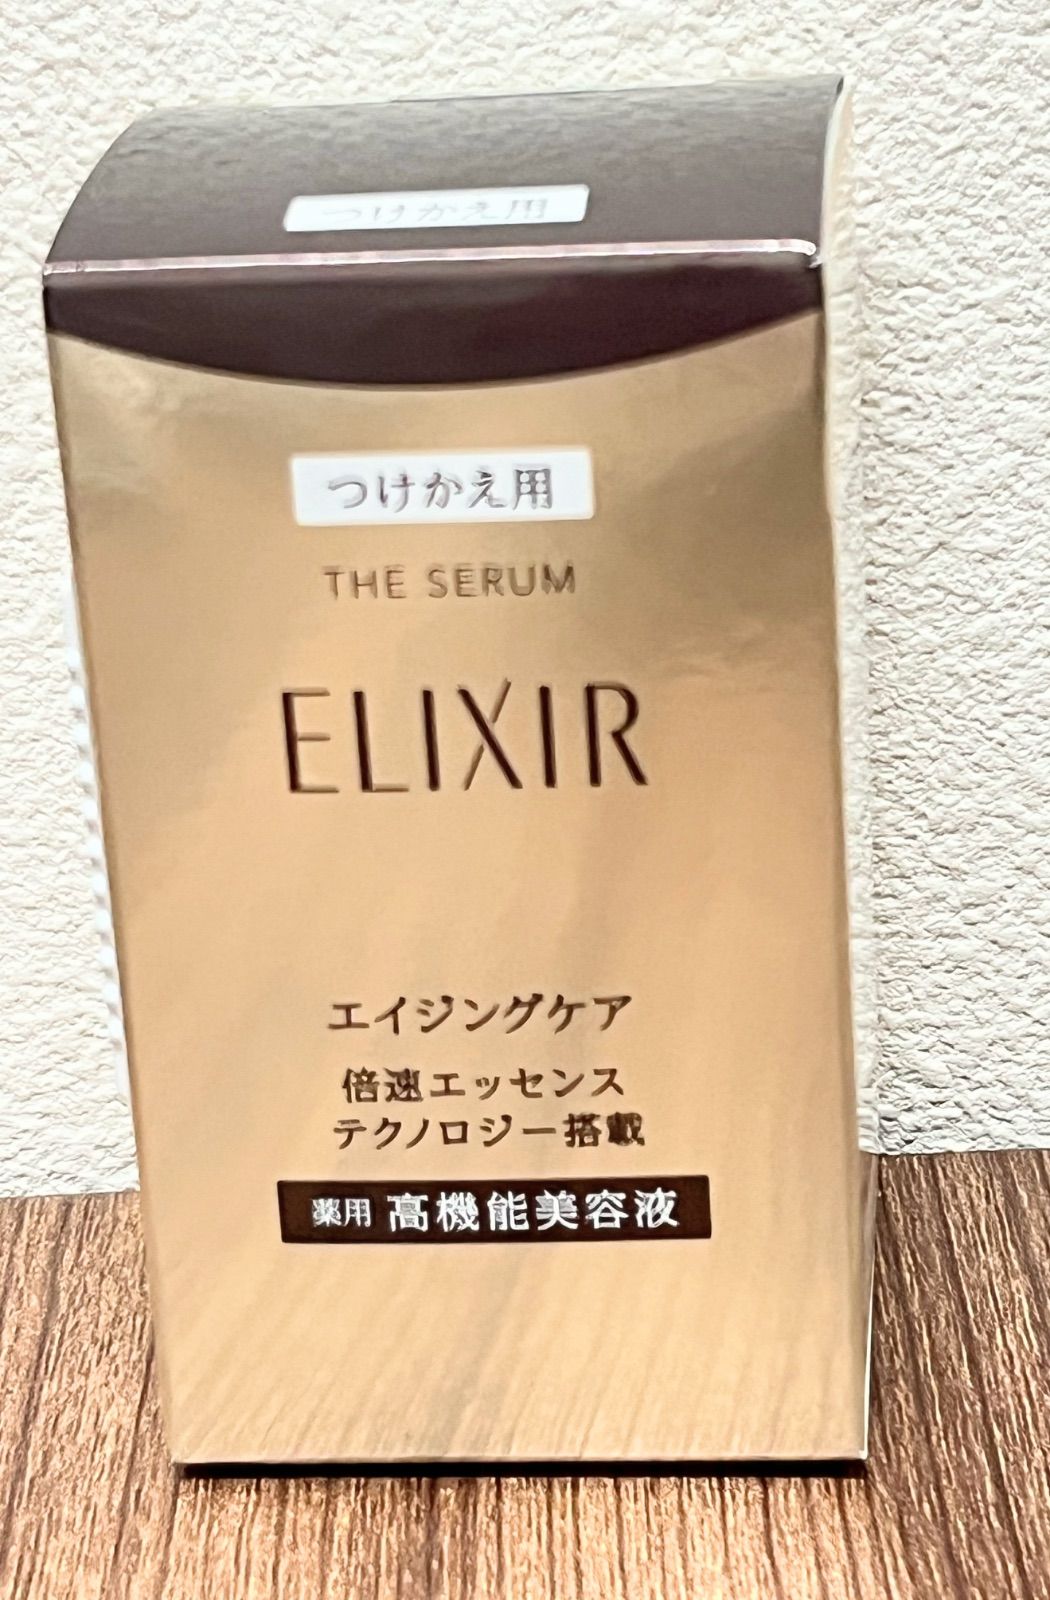 つけかえ用
つけかえ用
THE SERUM
ELIXIR
エイジングケア
倍速エッセンス
テクノロジー搭載
薬用 高機能美容液